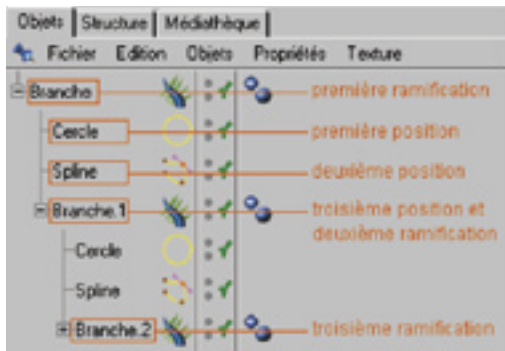 Objets Structure Médiathèque
Fichier Edition Objets Propriétés Texture
Branche première ramification
Cercle première position
Spline deuxième position
Branche.1 troisième position et
deuxième ramification
Cercle
Spline
Branche.2 troisième ramification